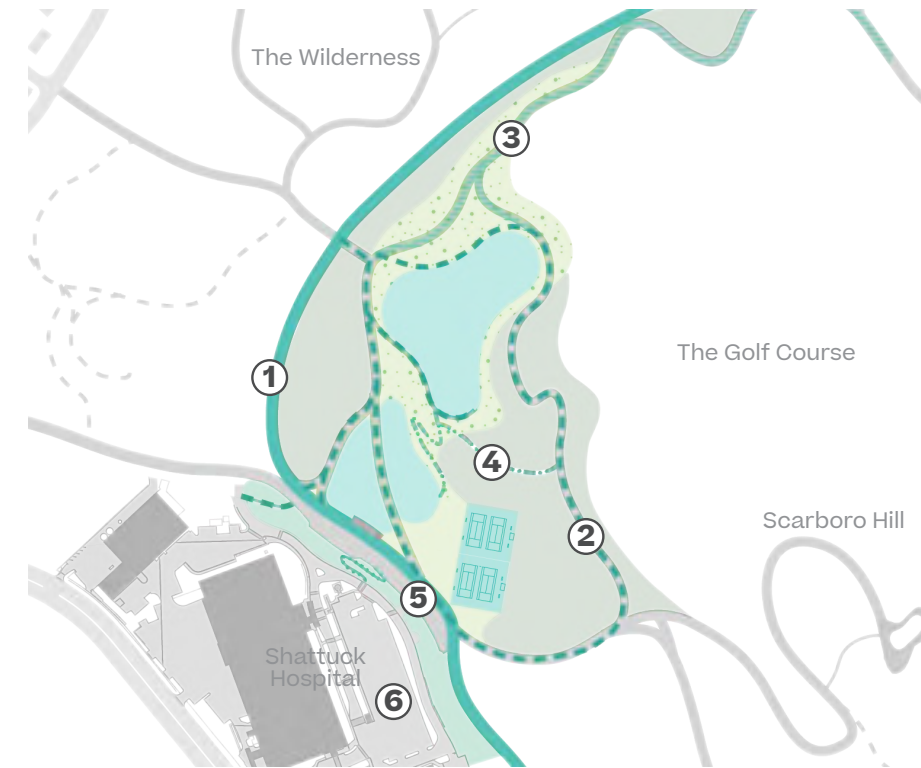 The Wilderness
3
The Golf Course
1
4
Scarboro Hill
2
5
Shattuck
Hospital
6